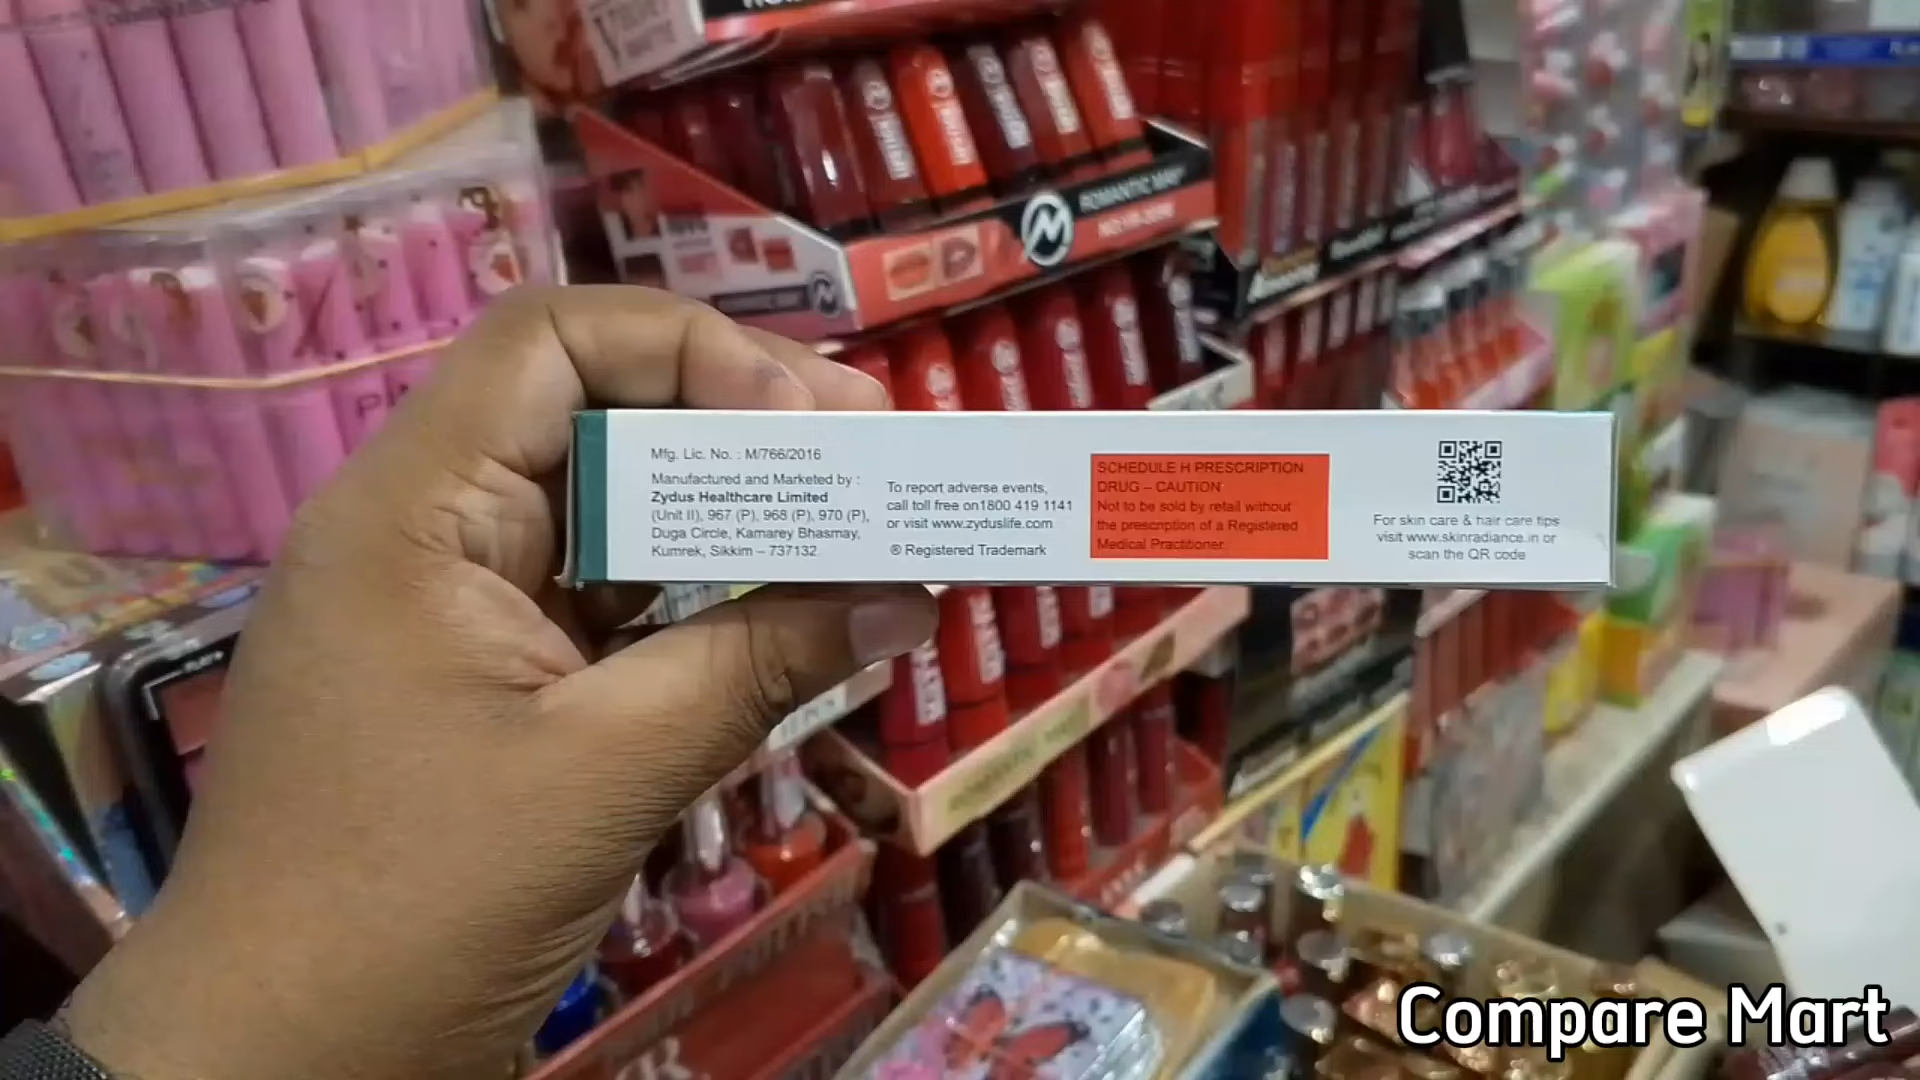 ROMANTIC MAY
Mfg. Lic. No. : M/766/2016
Manufactured and Marketed by :
Zydus Healthcare Limited
(Unit II), 967 (P), 968 (P), 970 (P),
Duga Circle, Kamarey Bhasmay,
Kumrek, Sikkim – 737132.
To report adverse events,
call toll free on1800 419 1141
or visit www.zyduslife.com
® Registered Trademark
SCHEDULE H PRESCRIPTION
DRUG – CAUTION
Not to be sold by retail without
the prescription of a Registered
Medical Practitioner.
For skin care & hair care tips
visit www.skinradiance.in or
scan the QR code
Compare Mart